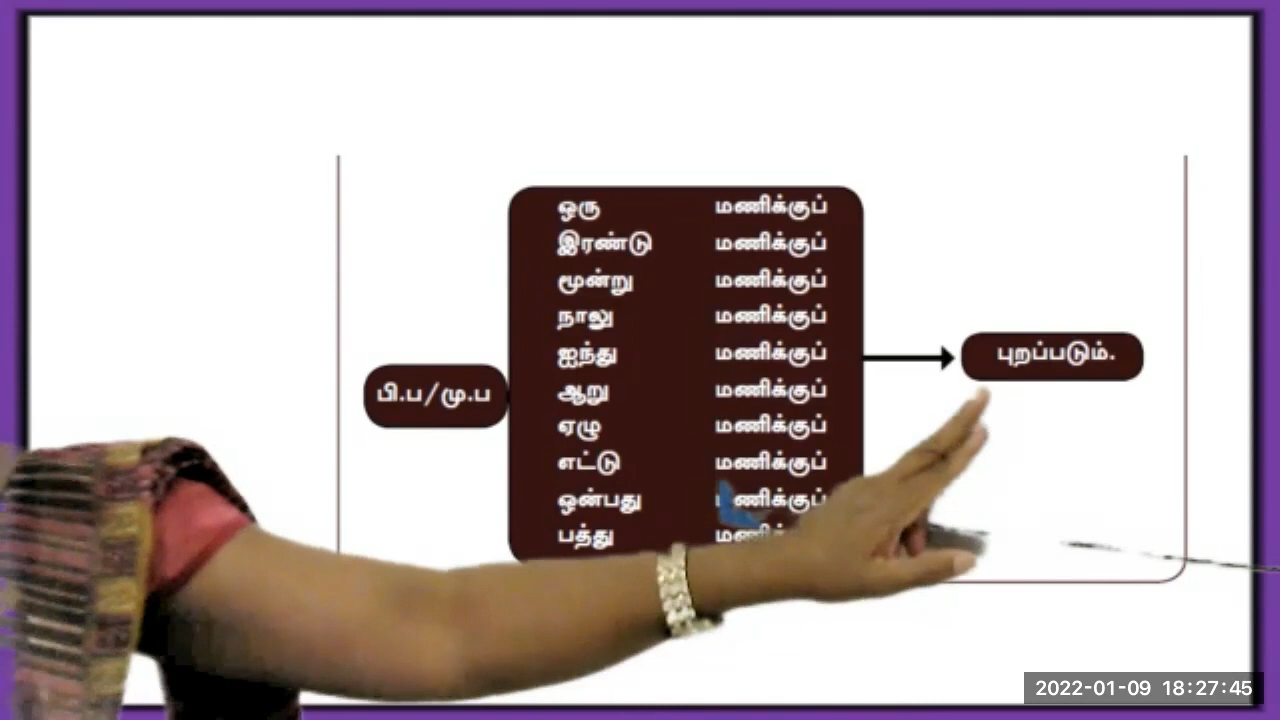 ஒரு மணிக்குப்
இரண்டு மணிக்குப்
மூன்று மணிக்குப்
நாலு மணிக்குப்
ஐந்து மணிக்குப்
புறப்படும்.
பி.ப/மு.ப
ஆறு மணிக்குப்
ஏழு மணிக்குப்
எட்டு மணிக்குப்
ஒன்பது மணிக்குப்
பத்து
2022-01-09 18:27:45